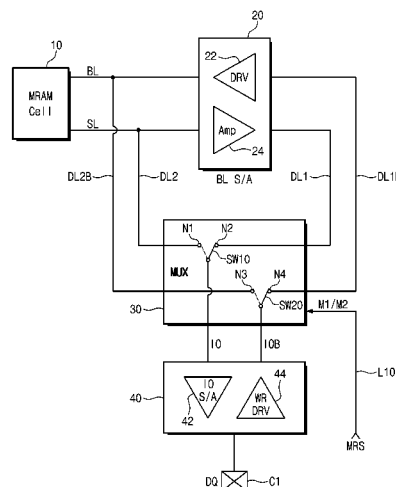 20
10
22
DRV
BL
MRAM
Cell
SL
Amp
24
BL S/A
DL2B
DL2
DL1
N1
N2
SW10
MUX
N3
N4
SW20
30
M1/M2
IO
IOB
L10
44
IO
S/A
WR
DRV
40
42
MRS
DQ
C1